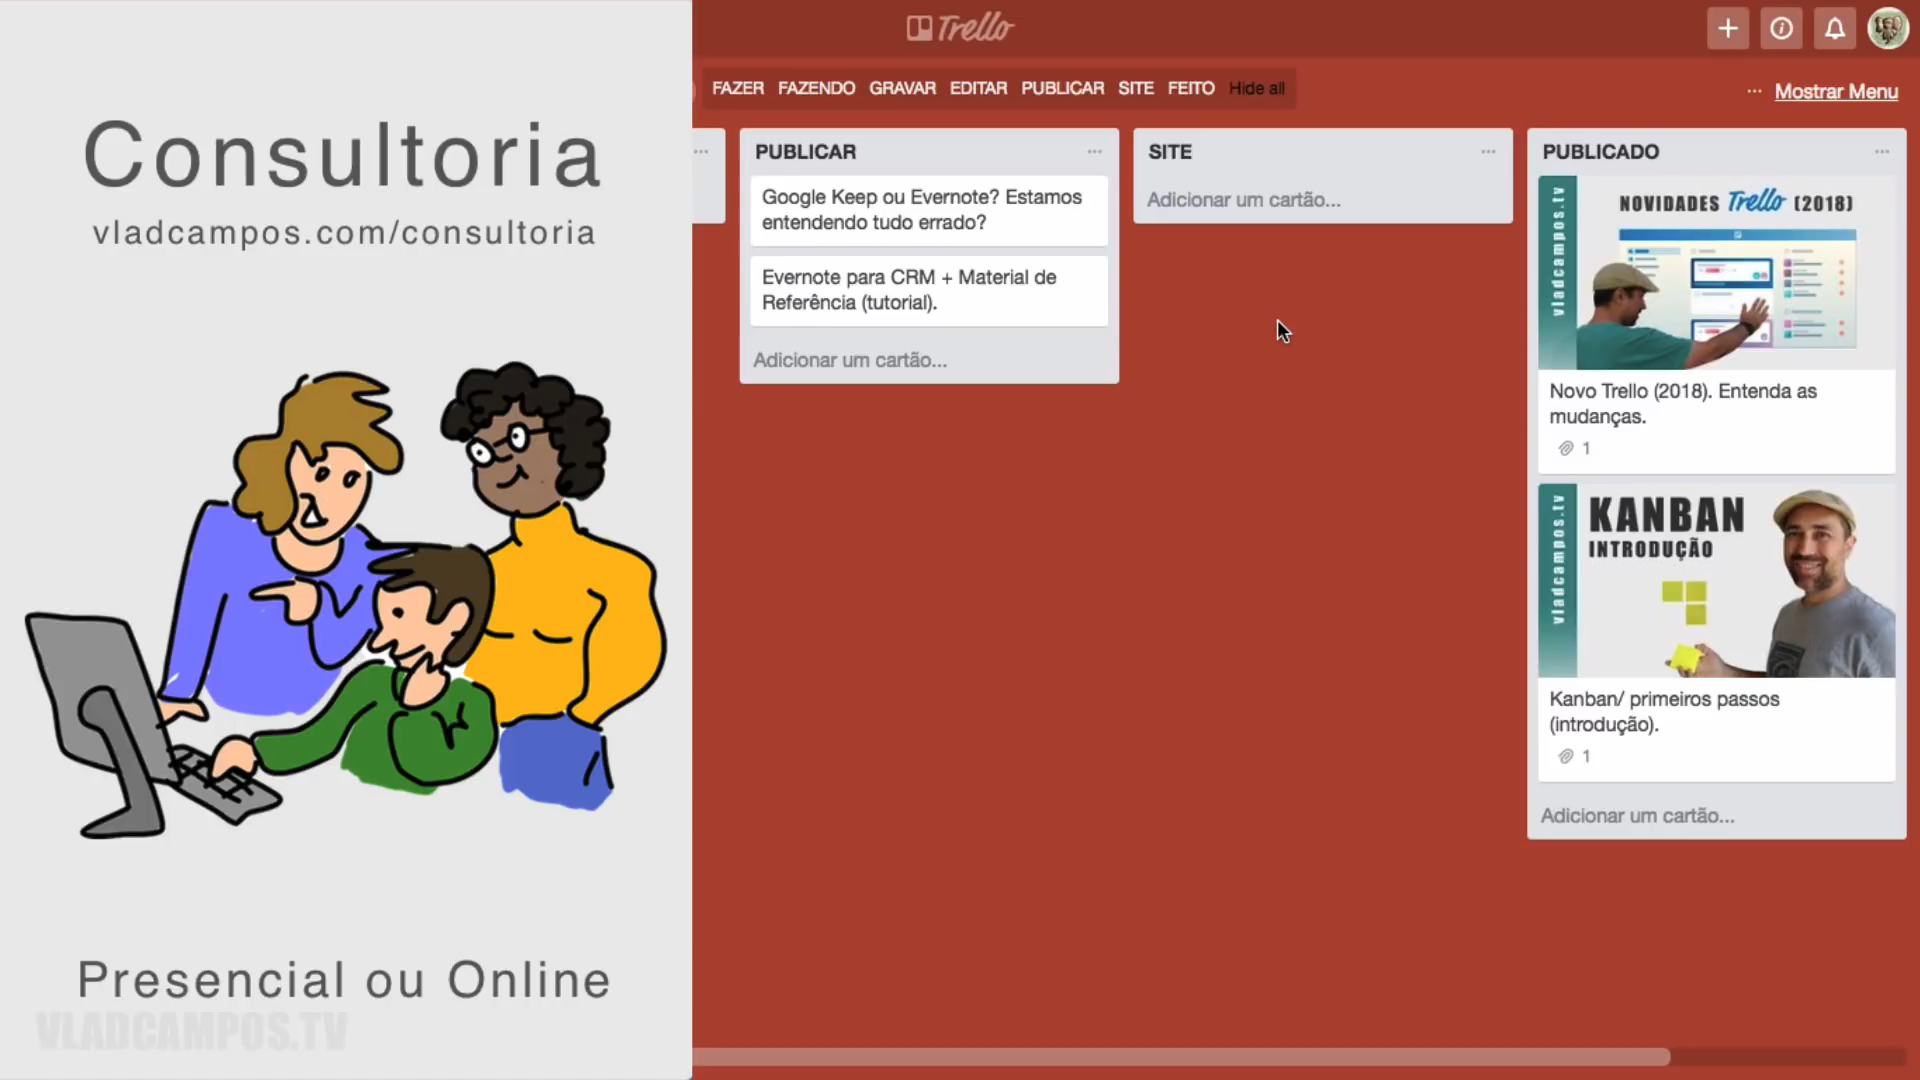 Consultoria
vladcampos.com/consultoria
Presencial ou Online
VLADCAMPOS.TV
Trello
FAZER FAZENDO GRAVAR EDITAR PUBLICAR SITE FEITO Hide all
... Mostrar Menu
PUBLICAR
Google Keep ou Evernote? Estamos
entendendo tudo errado?
Evernote para CRM + Material de
Referência (tutorial).
Adicionar um cartão...
SITE
Adicionar um cartão...
PUBLICADO
vladcampos.tv
NOVIDADES Trello (2018)
Novo Trello (2018). Entenda as
mudanças.
1
vladcampos.tv
KANBAN
INTRODUÇÃO
Kanban/ primeiros passos
(introdução).
1
Adicionar um cartão...